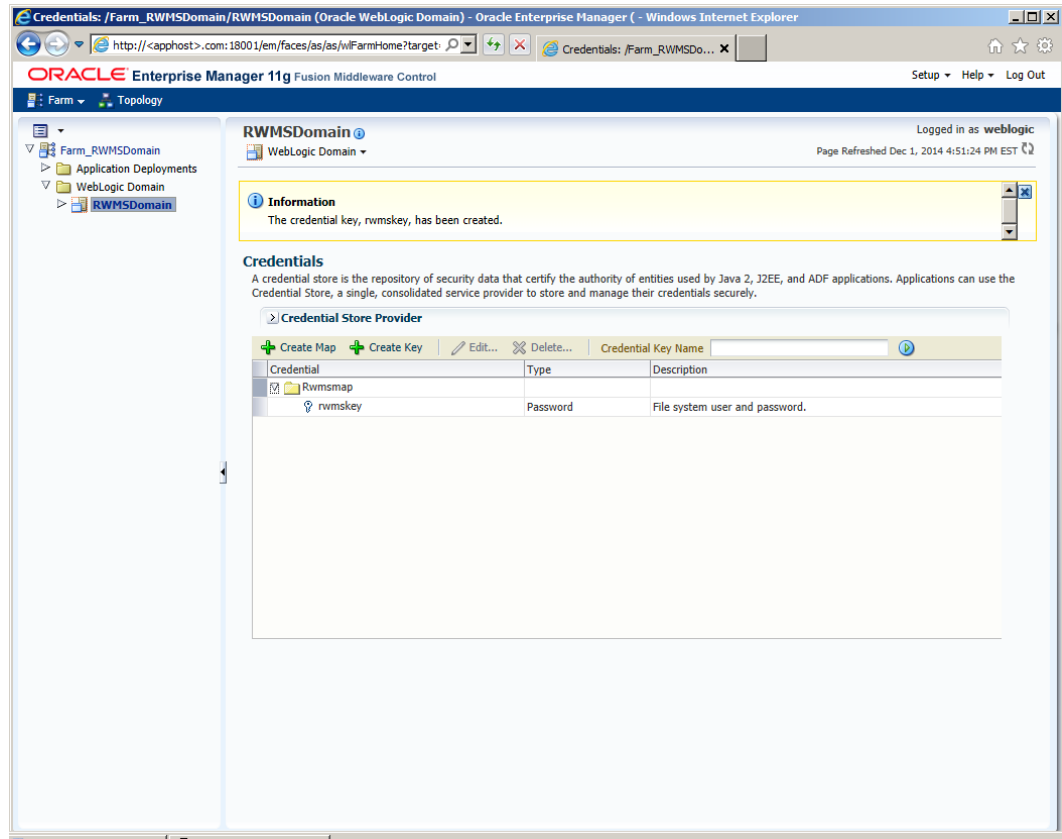 Credentials: /Farm_RWMSDomain/RWMSDomain (Oracle WebLogic Domain) - Oracle Enterprise Manager ( - Windows Internet Explorer
http://<apphost>.com:18001/em/faces/as/as/wlFarmHome?target:
Credentials: /Farm_RWMSDo...
ORACLE Enterprise Manager 11g Fusion Middleware Control
Setup Help Log Out
Farm Topology
Farm_RWMSDomain
Application Deployments
WebLogic Domain
RWMSDomain
RWMSDomain
Logged in as weblogic
WebLogic Domain
Page Refreshed Dec 1, 2014 4:51:24 PM EST
Information
The credential key, rwmskey, has been created.
Credentials
A credential store is the repository of security data that certify the authority of entities used by Java 2, J2EE, and ADF applications. Applications can use the
Credential Store, a single, consolidated service provider to store and manage their credentials securely.
Credential Store Provider
Create Map Create Key Edit... Delete... Credential Key Name
Credential Type Description
Rwmsmap
rwmskey Password File system user and password.